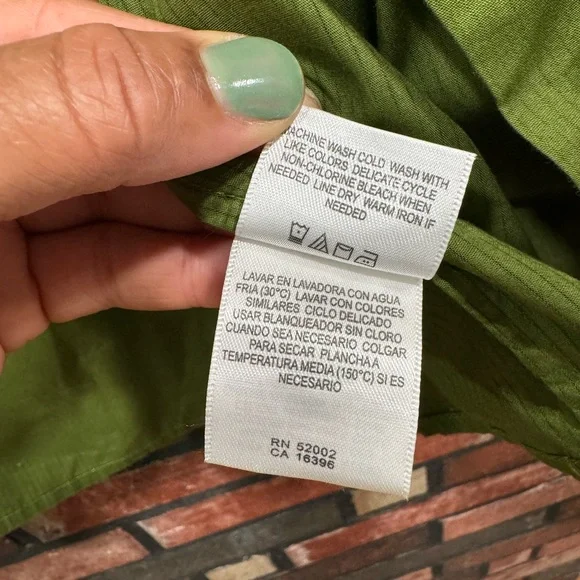 MACHINE WASH COLD WASH WITH
LIKE COLORS DELICATE CYCLE
NON-CHLORINE BLEACH WHEN
NEEDED LINE DRY WARM IRON IF
NEEDED
LAVAR EN LAVADORA CON AGUA
FRIA (30°C) LAVAR CON COLORES
SIMILARES CICLO DELICADO
USAR BLANQUEADOR SIN CLORO
CUANDO SEA NECESARIO COLGAR
PARA SECAR PLANCHA A
TEMPERATURA MEDIA (150°C) SI ES
NECESARIO
RN 52002
CA 16396